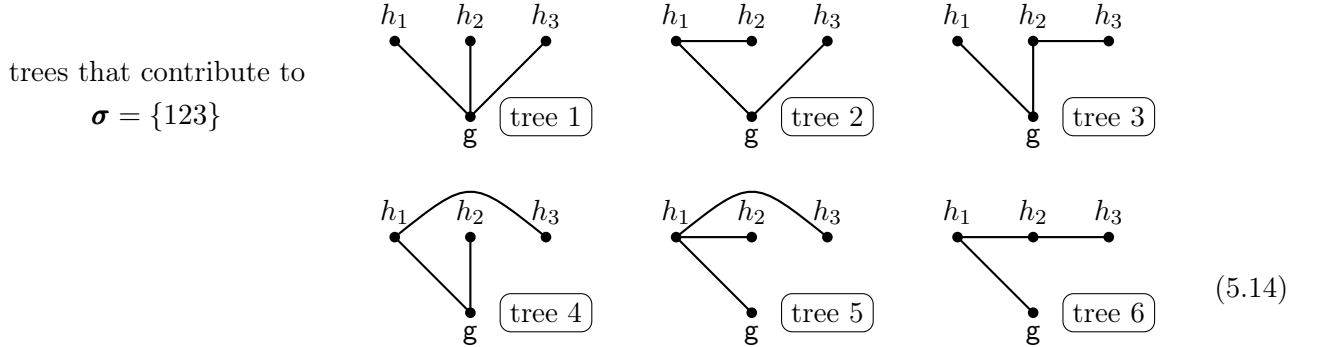 h₁ h₂ h₃ h₁ h₂ h₃ h₁ h₂ h₃
trees that contribute to
σ = {123}
tree 1 tree 2 tree 3
g g g
h₁ h₂ h₃ h₁ h₂ h₃ h₁ h₂ h₃
(5.14)
tree 4 tree 5 tree 6
g g g